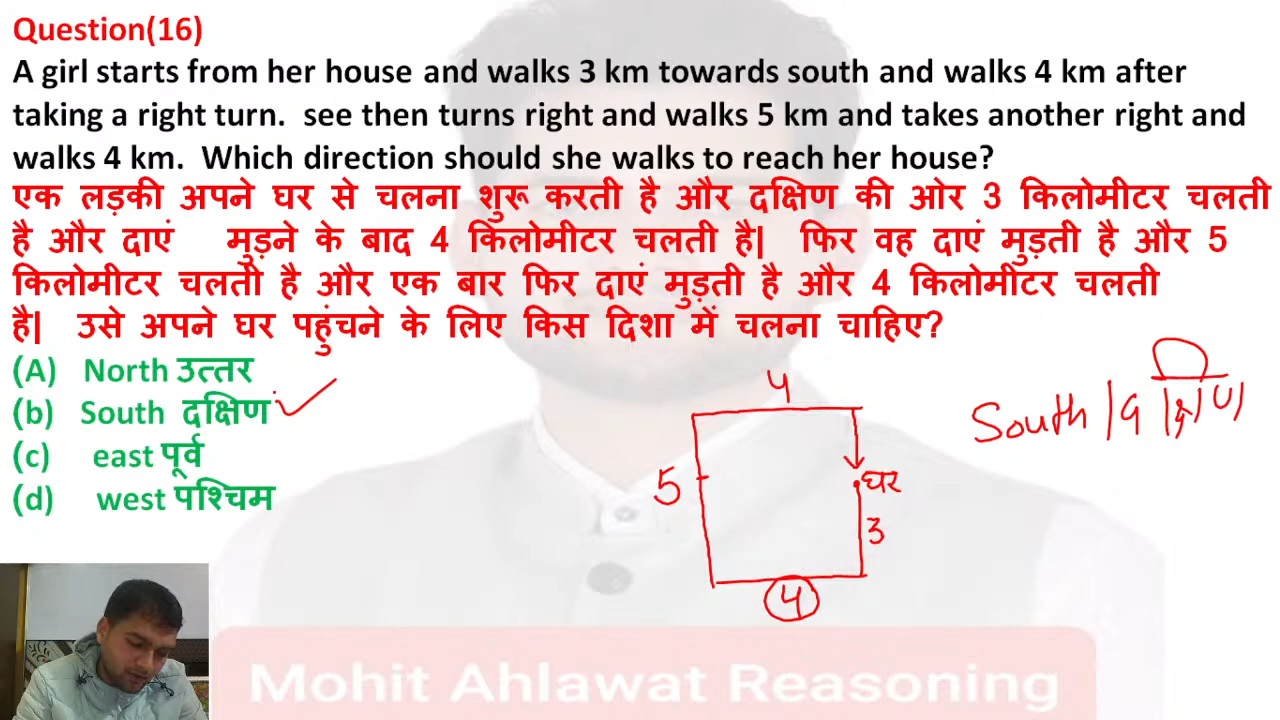 Question(16)
A girl starts from her house and walks 3 km towards south and walks 4 km after
taking a right turn. see then turns right and walks 5 km and takes another right and
walks 4 km. Which direction should she walks to reach her house?
एक लड़की अपने घर से चलना शुरू करती है और दक्षिण की ओर 3 किलोमीटर चलती
है और दाएं मुड़ने के बाद 4 किलोमीटर चलती है| फिर वह दाएं मुड़ती है और 5
किलोमीटर चलती है और एक बार फिर दाएं मुड़ती है और 4 किलोमीटर चलती
है| उसे अपने घर पहुंचने के लिए किस दिशा में चलना चाहिए?
(A) North उत्तर
(b) South दक्षिण
(c) east पूर्व
(d) west पश्चिम
4
5
घर
3
4
South
Mohit Ahlawat Reasoning